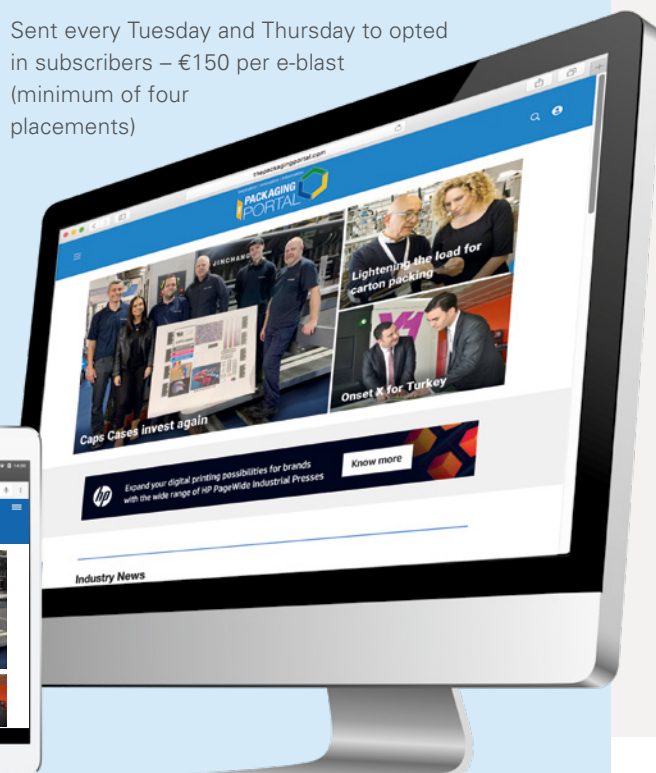 Sent every Tuesday and Thursday to opted
in subscribers – €150 per e-blast
(minimum of four
placements)
thepackagingportal.com
PACKAGING
PORTAL
JINCHANG
Lightening the load for
carton packing
Caps Cases invest again
Onset X for Turkey
hp
Expand your digital printing possibilities for brands
with the wide range of HP PageWide Industrial Presses
Know more
Industry News